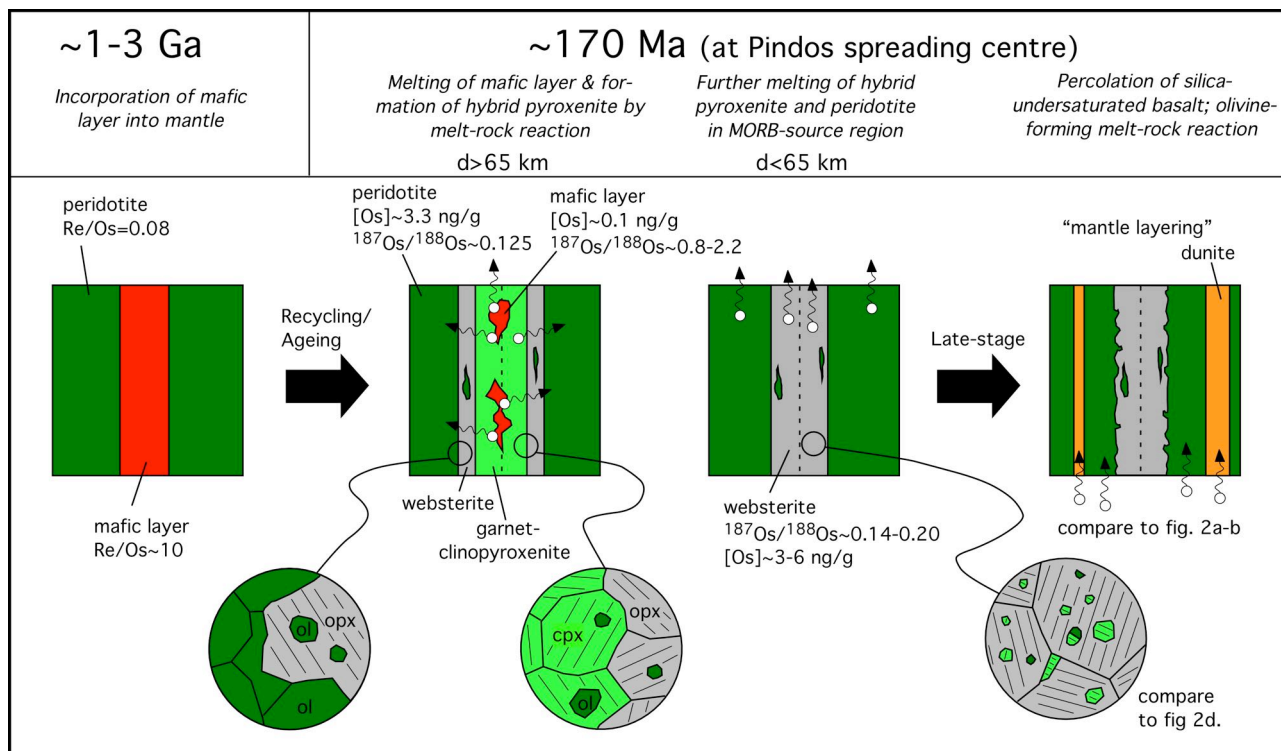 ~1-3 Ga
Incorporation of mafic
layer into mantle
~170 Ma (at Pindos spreading centre)
Melting of mafic layer & for-
mation of hybrid pyroxenite by
melt-rock reaction
d>65 km
Further melting of hybrid
pyroxenite and peridotite
in MORB-source region
d<65 km
Percolation of silica-
undersaturated basalt; olivine-
forming melt-rock reaction
peridotite
Re/Os=0.08
mafic layer
Re/Os~10
Recycling/
Ageing
peridotite
[Os]~3.3 ng/g
¹⁸⁷Os/¹⁸⁸Os~0.125
mafic layer
[Os]~0.1 ng/g
¹⁸⁷Os/¹⁸⁸Os~0.8-2.2
websterite
garnet-
clinopyroxenite
websterite
¹⁸⁷Os/¹⁸⁸Os~0.14-0.20
[Os]~3-6 ng/g
Late-stage
"mantle layering"
dunite
compare to fig. 2a-b
ol
opx
ol
cpx
opx
ol
compare
to fig 2d.